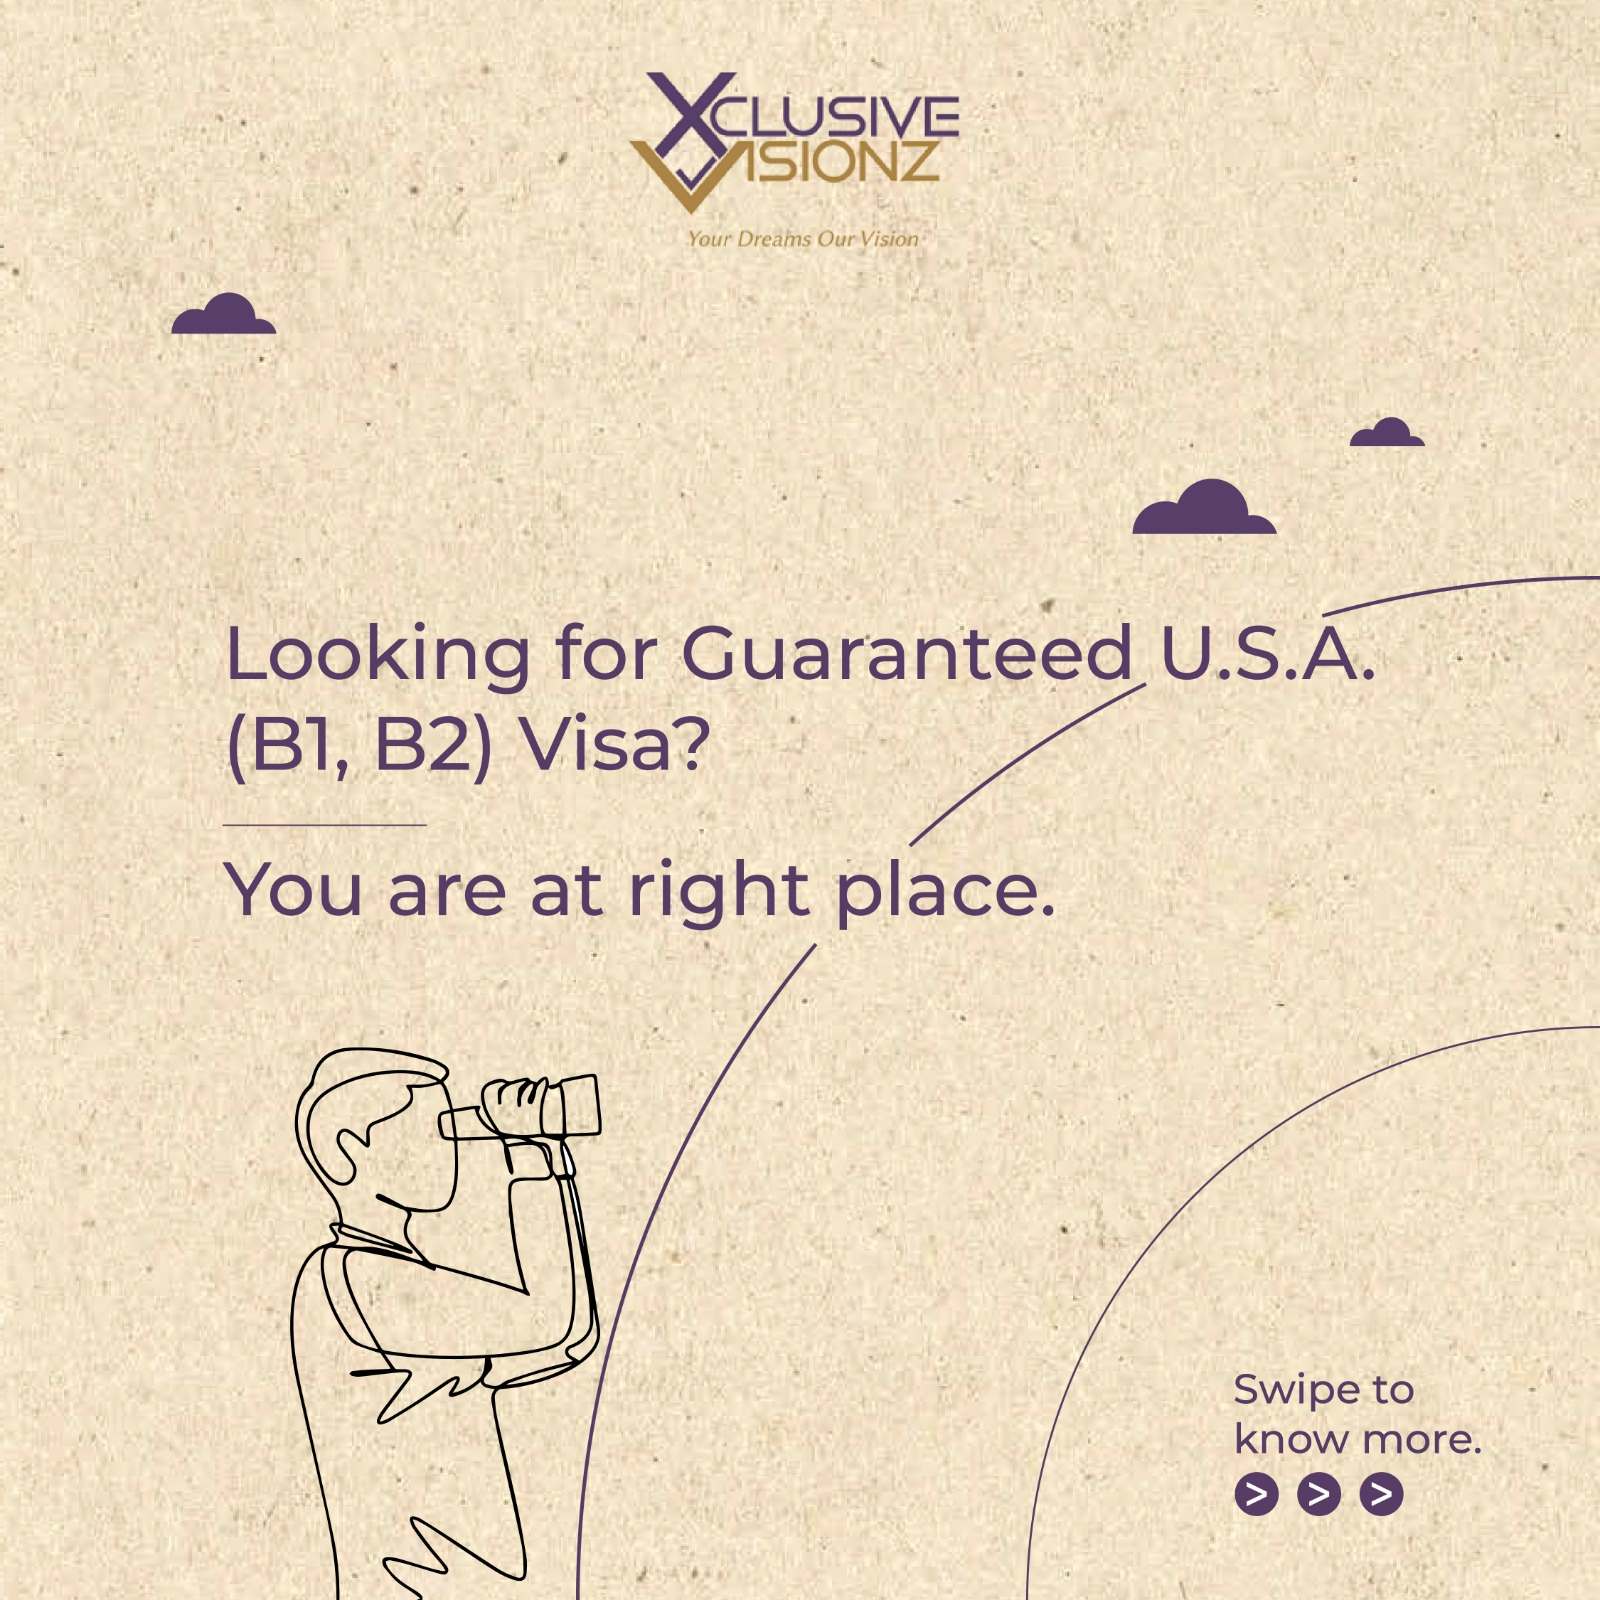 XCLUSIVE
VISIONZ
Your Dreams Our Vision
Looking for Guaranteed U.S.A.
(B1, B2) Visa?
You are at right place.
Swipe to
know more.
> > >